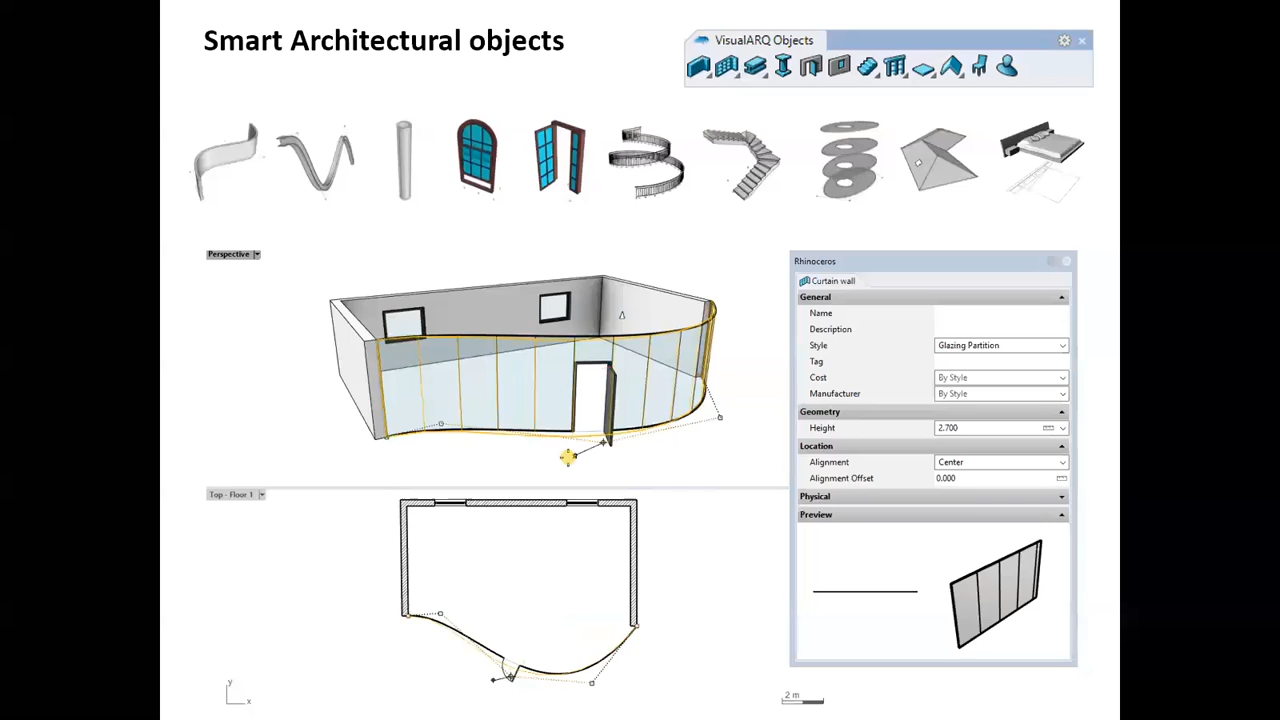 Smart Architectural objects
VisualARQ Objects
Perspective
Rhinoceros
Curtain wall
General
Name
Description
Style Glazing Partition
Tag
Cost By Style
Manufacturer By Style
Geometry
Height 2.700
Location
Alignment Center
Alignment Offset 0.000
Physical
Preview
Top - Floor 1
y
x
2 m